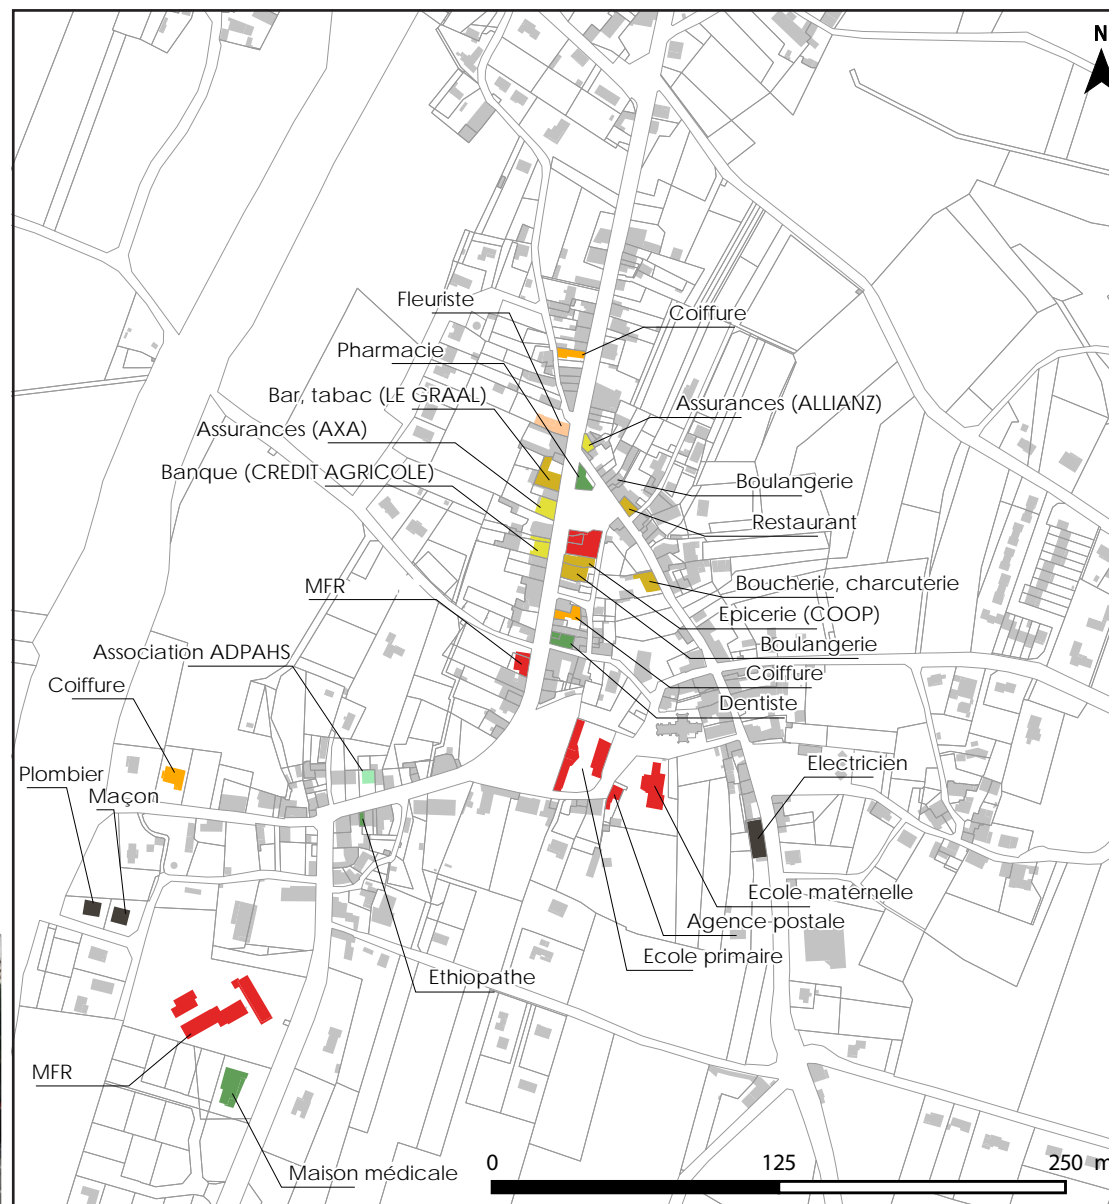 N
Fleuriste
Coiffure
Pharmacie
Bar, tabac (LE GRAAL)
Assurances (ALLIANZ)
Assurances (AXA)
Banque (CREDIT AGRICOLE)
Boulangerie
Restaurant
MFR
Boucherie, charcuterie
Epicerie (COOP)
Boulangerie
Association ADPAHS
Coiffure
Coiffure
Dentiste
Plombier
Maçon
Electricien
Ecole maternelle
Agence postale
Ecole primaire
Ethiopathe
MFR
Maison médicale
0 125 250 m